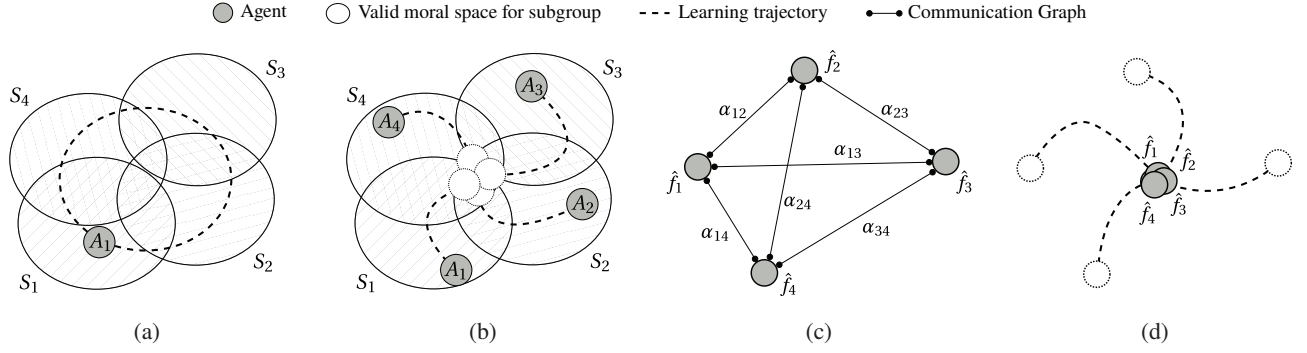 Agent Valid moral space for subgroup Learning trajectory Communication Graph
S₃
S₄
A₁
S₁
S₂
(a)
S₃
S₄
A₃
A₄
A₂
A₁
S₁
S₂
(b)
f̂₂
α₁₂
α₂₃
α₁₃
f̂₁
f̂₃
α₂₄
α₁₄
α₃₄
f̂₄
(c)
f̂₁
f̂₂
f̂₄
f̂₃
(d)